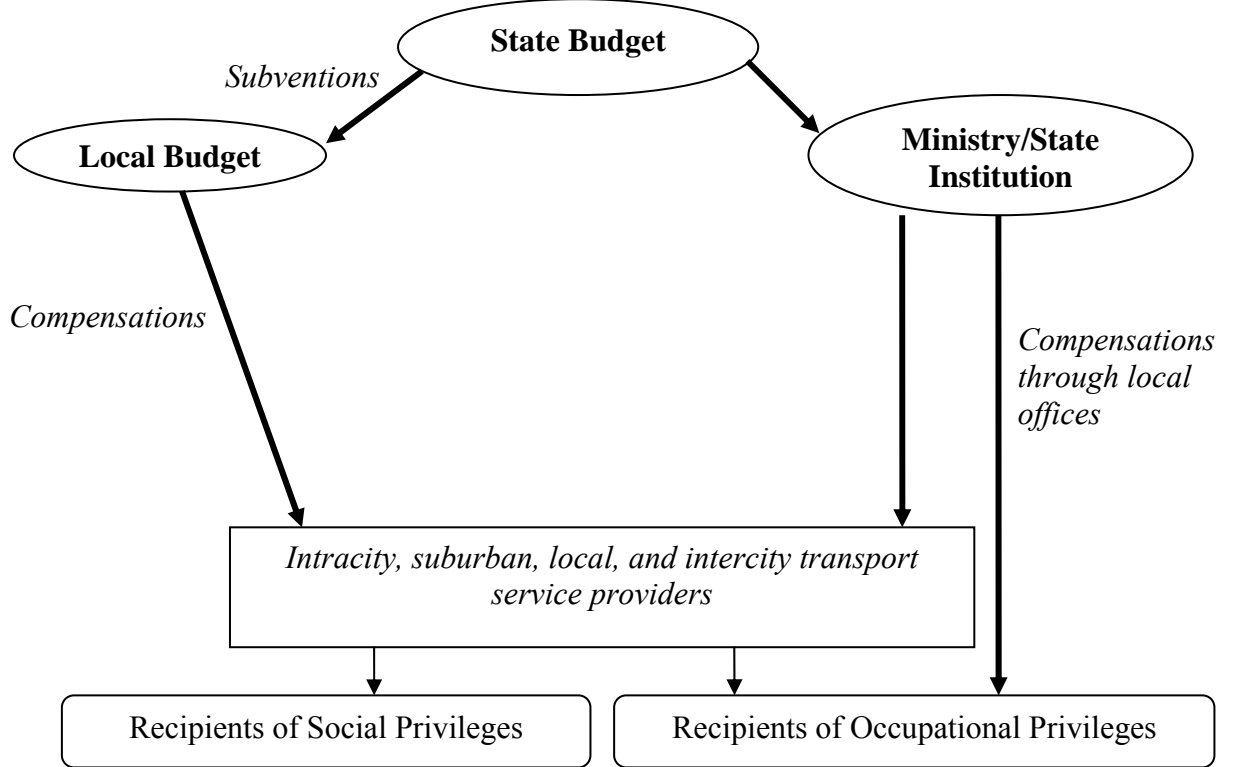 State Budget
Subventions
Local Budget
Ministry/State
Institution
Compensations
Compensations
through local
offices
Intracity, suburban, local, and intercity transport
service providers
Recipients of Social Privileges
Recipients of Occupational Privileges